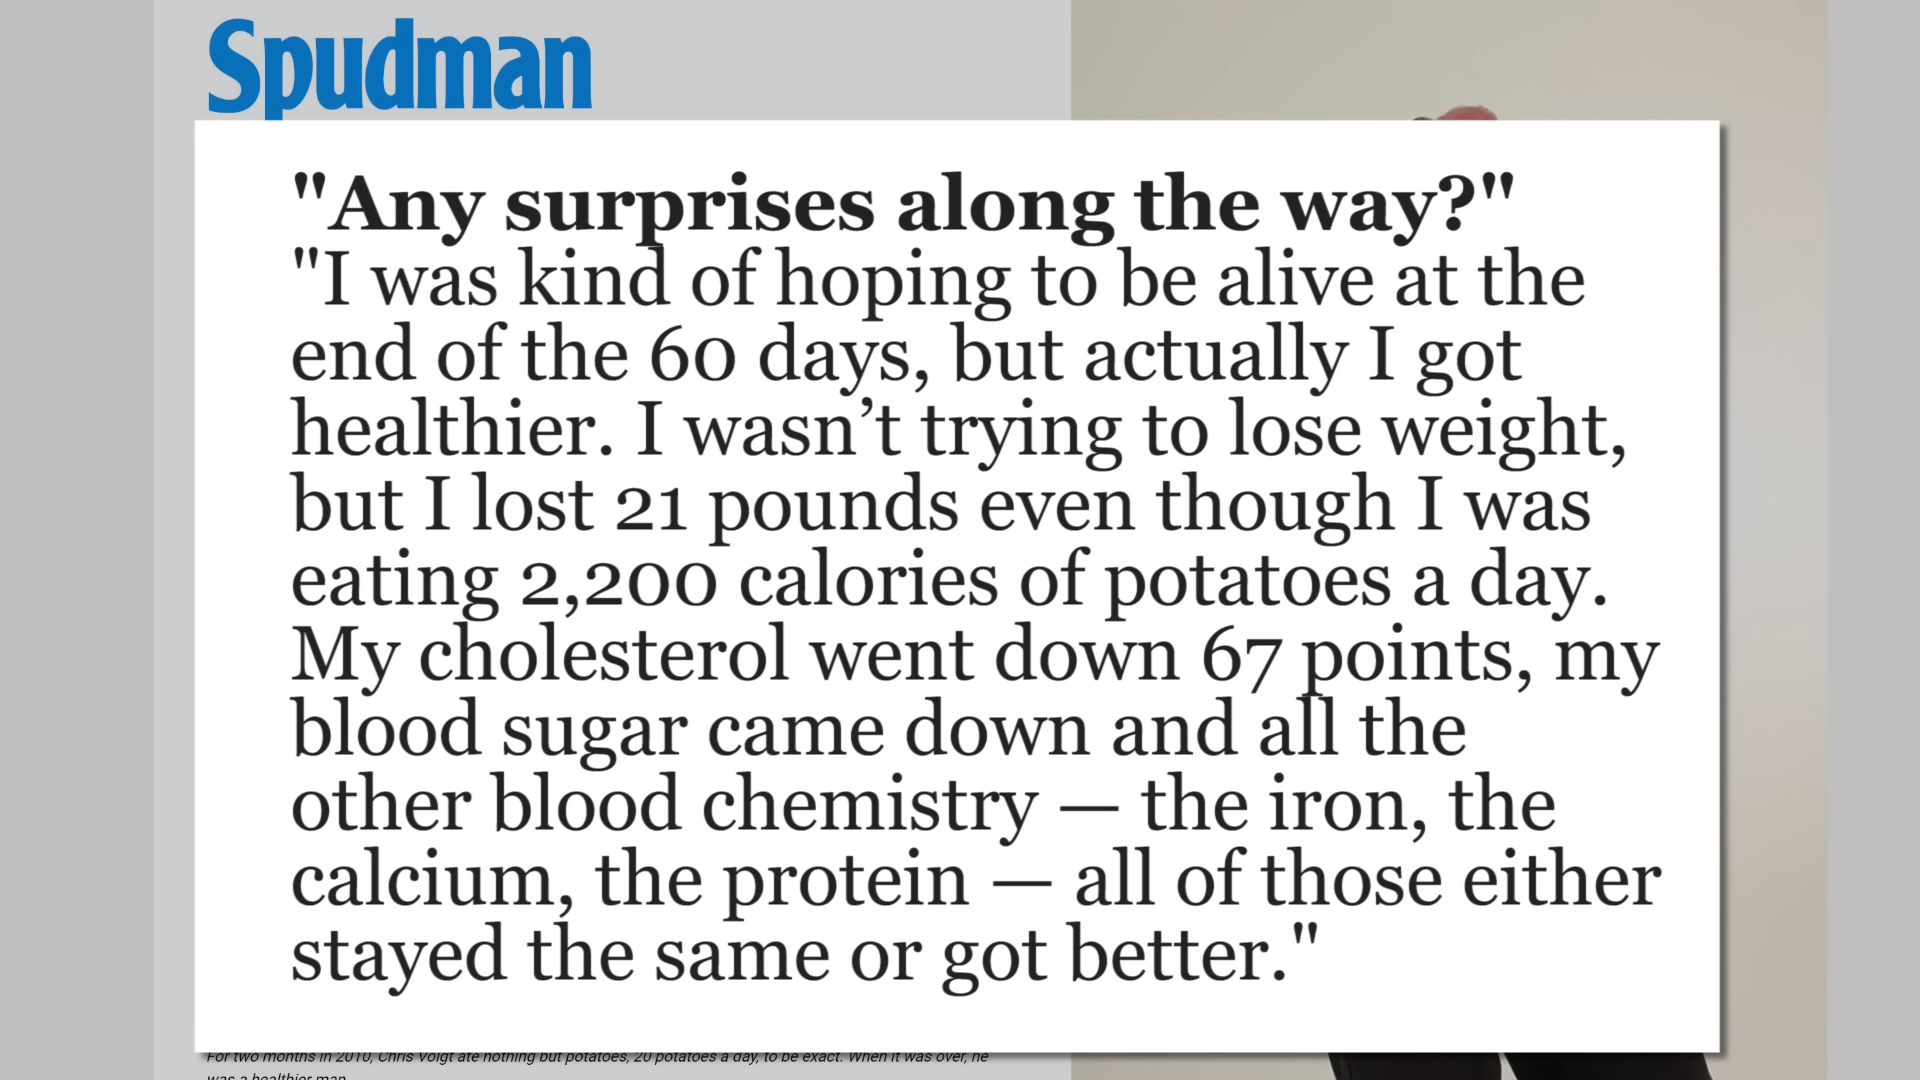 Spudman
"Any surprises along the way?"
"I was kind of hoping to be alive at the
end of the 60 days, but actually I got
healthier. I wasn’t trying to lose weight,
but I lost 21 pounds even though I was
eating 2,200 calories of potatoes a day.
My cholesterol went down 67 points, my
blood sugar came down and all the
other blood chemistry — the iron, the
calcium, the protein — all of those either
stayed the same or got better."
For two months in 2010, Chris Voigt ate nothing but potatoes, 20 potatoes a day, to be exact. When it was over, he
was a healthier man